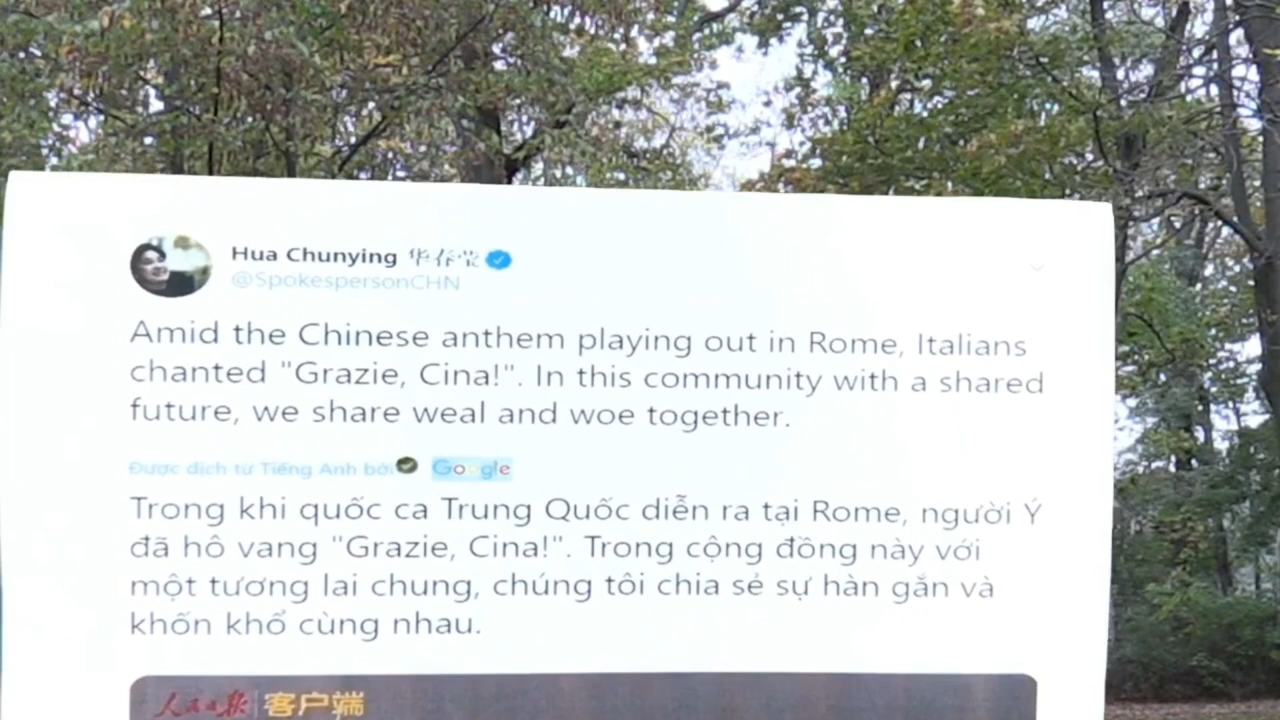 Hua Chunying 华春莹
@SpokespersonCHN
Amid the Chinese anthem playing out in Rome, Italians
chanted "Grazie, Cina!". In this community with a shared
future, we share weal and woe together.
Được dịch từ Tiếng Anh bởi Google
Trong khi quốc ca Trung Quốc diễn ra tại Rome, người Ý
đã hô vang "Grazie, Cina!". Trong cộng đồng này với
một tương lai chung, chúng tôi chia sẻ sự hàn gắn và
khốn khổ cùng nhau.
人民日报 客户端